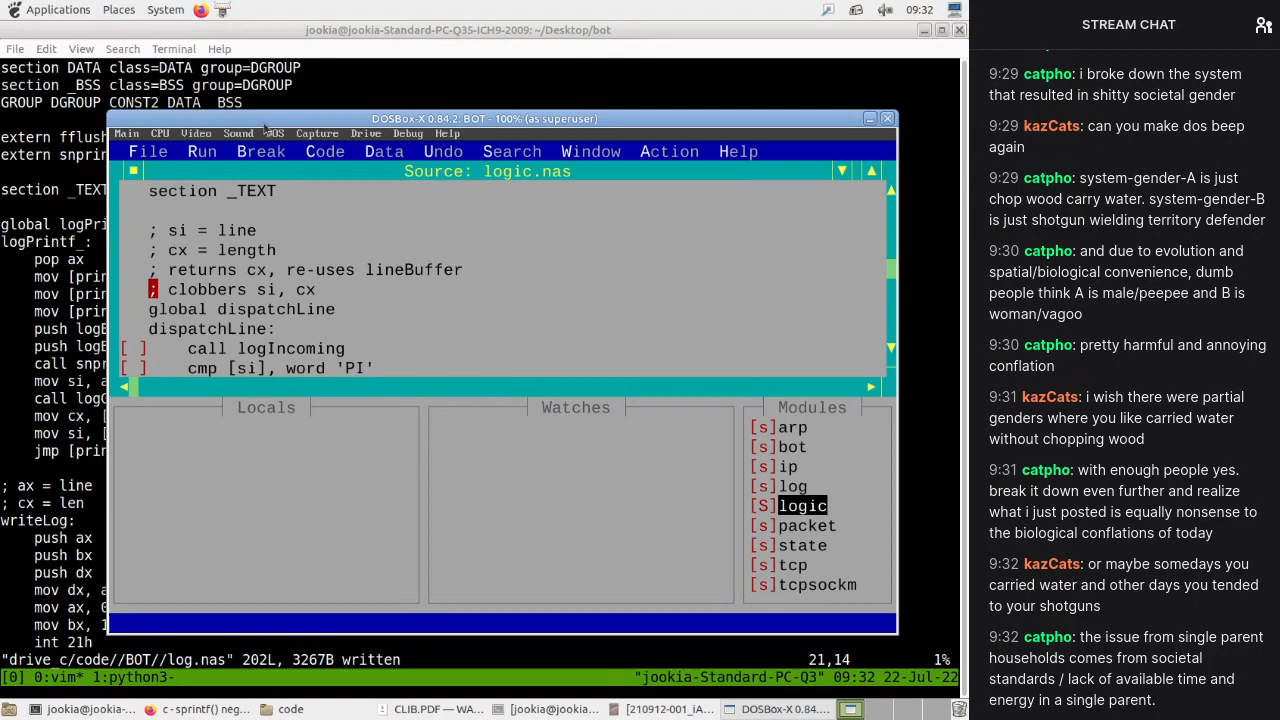 Applications Places System 09:32
jookia@jookia-Standard-PC-Q35-ICH9-2009: ~/Desktop/bot
File Edit View Search Terminal Help
section DATA class=DATA group=DGROUP
section _BSS class=BSS group=DGROUP
GROUP DGROUP CONST2 DATA _BSS
extern fflush
extern snprin
section _TEXT
global logPri
logPrintf_:
pop ax
mov [prin
mov [prin
mov [prin
push logB
push logB
call snpr
mov si, a
call logO
mov cx, [
mov si, [
jmp [prin
; ax = line
; cx = len
writeLog:
push ax
push bx
push dx
mov dx, a
mov ax, 0
mov bx, 1
int 21h
"drive_c/code//BOT//log.nas" 202L, 3267B written 21,14 1%
[0] 0:vim* 1:python3- "jookia-Standard-PC-Q3" 09:32 22-Jul-22
DOSBox-X 0.84.2: BOT - 100% (as superuser)
Main CPU Video Sound DOS Capture Drive Debug Help
File Run Break Code Data Undo Search Window Action Help
Source: logic.nas
section _TEXT
; si = line
; cx = length
; returns cx, re-uses lineBuffer
; clobbers si, cx
global dispatchLine
dispatchLine:
[ ] call logIncoming
[ ] cmp [si], word 'PI'
Locals Watches Modules
[s]arp
[s]bot
[s]ip
[s]log
[S]logic
[s]packet
[s]state
[s]tcp
[s]tcpsockm
jookia@jookia-... c - sprintf() neg... code CLIB.PDF — WA... [jookia@jookia-... [210912-001_iA... DOSBox-X 0.84....
STREAM CHAT
9:29 catpho: i broke down the system
that resulted in shitty societal
gender
9:29 kazCats: can you make dos beep
again
9:29 catpho: system-gender-A is just
chop wood carry water. system-gender-B
is just shotgun wielding territory
defender
9:30 catpho: and due to evolution and
spatial/biological convenience, dumb
people think A is male/peepee and B is
woman/vagoo
9:30 catpho: pretty harmful and annoying
conflation
9:31 kazCats: i wish there were partial
genders where you like carried water
without chopping wood
9:31 catpho: with enough people yes.
break it down even further and realize
what i just posted is equally nonsense to
the biological conflations of today
9:32 kazCats: or maybe somedays you
carried water and other days you tended
to your shotguns
9:32 catpho: the issue from single parent
households comes from societal
standards / lack of available time and
energy in a single parent.